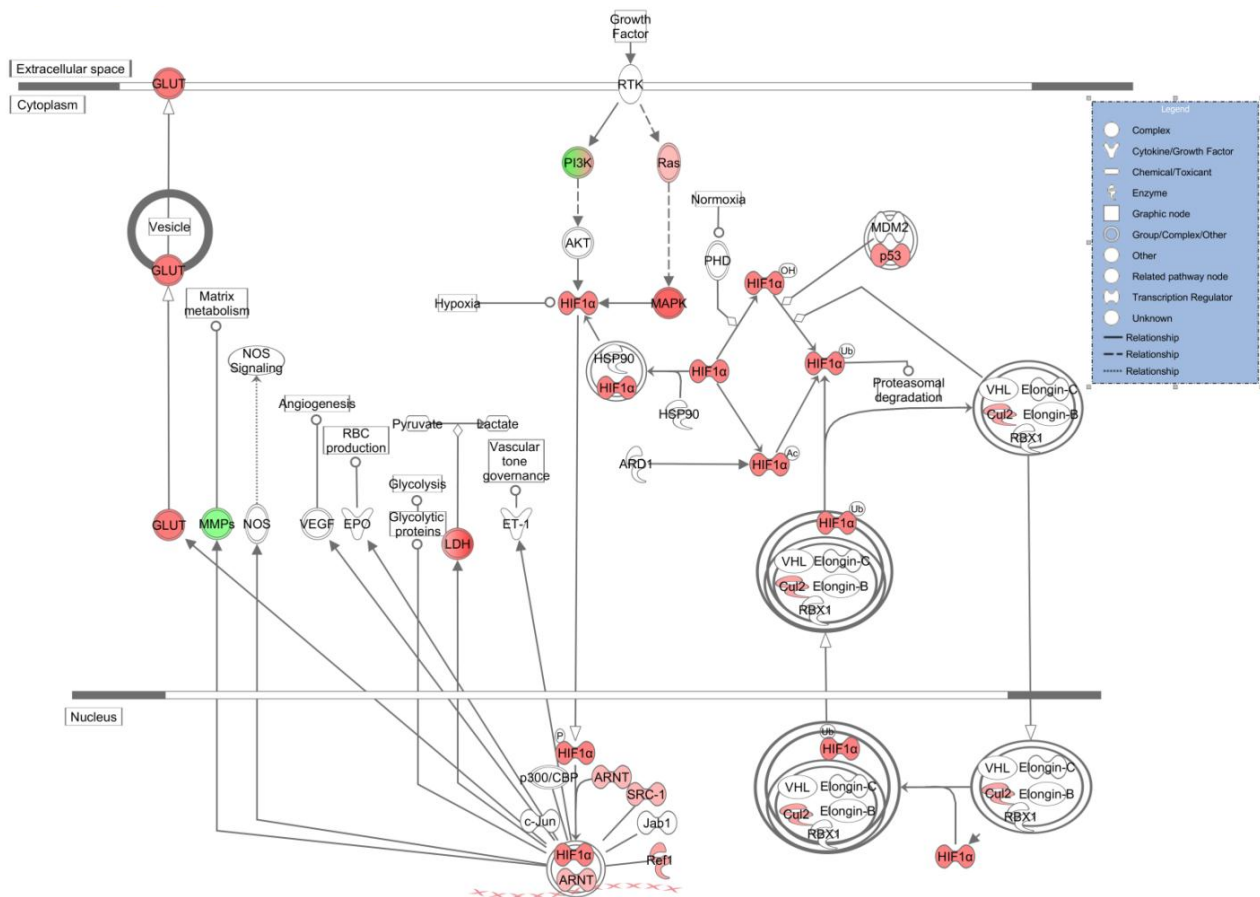 Growth
Factor
Extracellular space
GLUT
RTK
Cytoplasm
Legend
Complex
Cytokine/Growth Factor
Chemical/Toxicant
Enzyme
Graphic node
Group/Complex/Other
Other
Related pathway node
Transcription Regulator
Unknown
Relationship
Relationship
Relationship
PI3K
Ras
Normoxia
Vesicle
GLUT
AKT
PHD
MDM2
p53
Matrix
metabolism
Hypoxia
HIF1α
MAPK
HIF1α
OH
NOS
Signaling
HSP90
HIF1α
HIF1α
HIF1α
Ub
Proteasomal
degradation
HSP90
VHL
Elongin-C
Cul2
Elongin-B
RBX1
Angiogenesis
RBC
production
Pyruvate
Lactate
Vascular
tone
governance
ARD1
HIF1α
Ac
Glycolysis
Glycolytic
proteins
GLUT
MMPs
NOS
VEGF
EPO
LDH
ET-1
HIF1α
Ub
VHL
Elongin-C
Cul2
Elongin-B
RBX1
Nucleus
P
HIF1α
p300/CBP
ARNT
SRC-1
c-Jun
Jab1
HIF1α
Ref1
ARNT
Ub
HIF1α
VHL
Elongin-C
Cul2
Elongin-B
RBX1
VHL
Elongin-C
Cul2
Elongin-B
RBX1
HIF1α